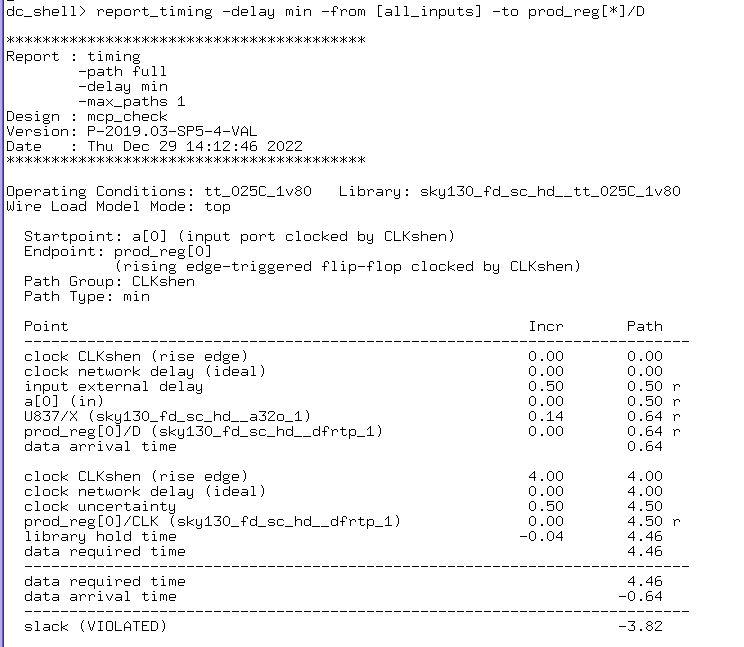 dc_shell> report_timing -delay min -from [all_inputs] -to prod_reg[*]/D
****************************************
Report : timing
-path full
-delay min
-max_paths 1
Design : mcp_check
Version: P-2019.03-SP5-4-VAL
Date : Thu Dec 29 14:12:46 2022
****************************************
Operating Conditions: tt_025C_1v80 Library: sky130_fd_sc_hd__tt_025C_1v80
Wire Load Model Mode: top
Startpoint: a[0] (input port clocked by CLKshen)
Endpoint: prod_reg[0]
(rising edge-triggered flip-flop clocked by CLKshen)
Path Group: CLKshen
Path Type: min
Point Incr Path
--------------------------------------------------------------------------
clock CLKshen (rise edge) 0.00 0.00
clock network delay (ideal) 0.00 0.00
input external delay 0.50 0.50 r
a[0] (in) 0.00 0.50 r
U837/X (sky130_fd_sc_hd__a32o_1) 0.14 0.64 r
prod_reg[0]/D (sky130_fd_sc_hd__dfrtp_1) 0.00 0.64 r
data arrival time 0.64
clock CLKshen (rise edge) 4.00 4.00
clock network delay (ideal) 0.00 4.00
clock uncertainty 0.50 4.50
prod_reg[0]/CLK (sky130_fd_sc_hd__dfrtp_1) 0.00 4.50 r
library hold time -0.04 4.46
data required time 4.46
--------------------------------------------------------------------------
data required time 4.46
data arrival time -0.64
--------------------------------------------------------------------------
slack (VIOLATED) -3.82